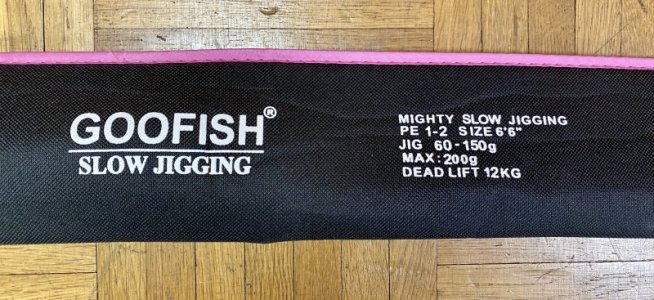 GOOFISH®
SLOW JIGGING
MIGHTY SLOW JIGGING
PE 1-2 SIZE 6'6"
JIG 60-150g
MAX:200g
DEAD LIFT 12KG